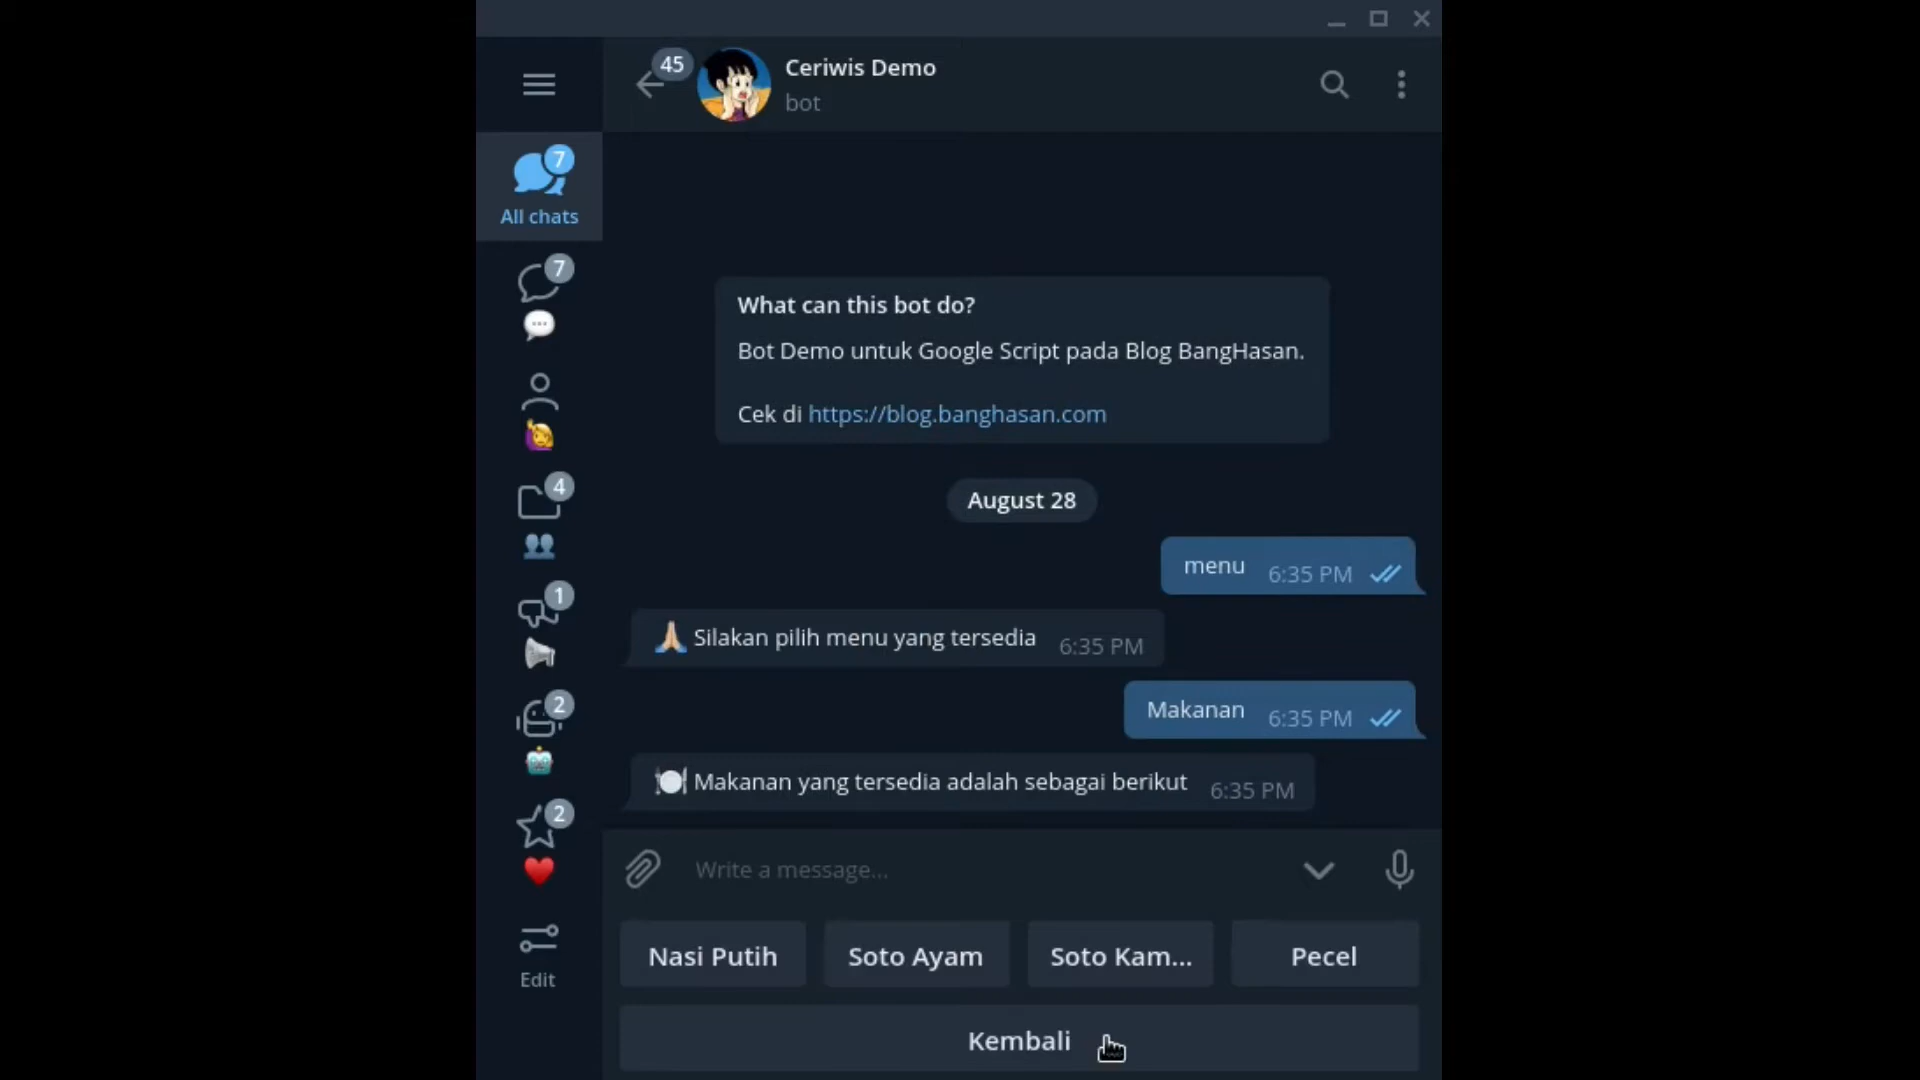 45
Ceriwis Demo
bot
7
All chats
7
4
1
2
2
Edit
What can this bot do?
Bot Demo untuk Google Script pada Blog BangHasan.
Cek di https://blog.banghasan.com
August 28
menu 6:35 PM
🙏🏼 Silakan pilih menu yang tersedia 6:35 PM
Makanan 6:35 PM
🍽 Makanan yang tersedia adalah sebagai berikut 6:35 PM
Write a message...
Nasi Putih Soto Ayam Soto Kam... Pecel
Kembali